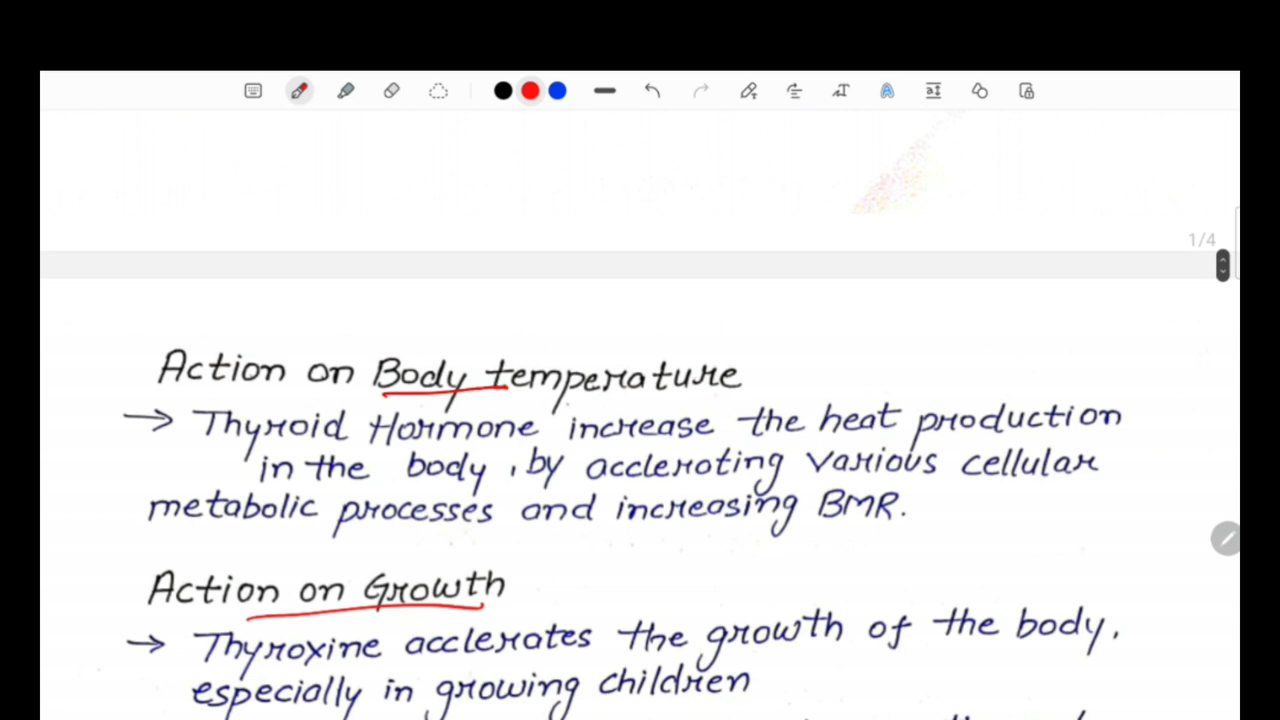 1/4
Action on Body temperature
→ Thyroid Hormone increase the heat production
in the body, by acclerating various cellular
metabolic processes and increasing BMR.
Action on Growth
→ Thyroxine acclerates the growth of the body,
especially in growing children